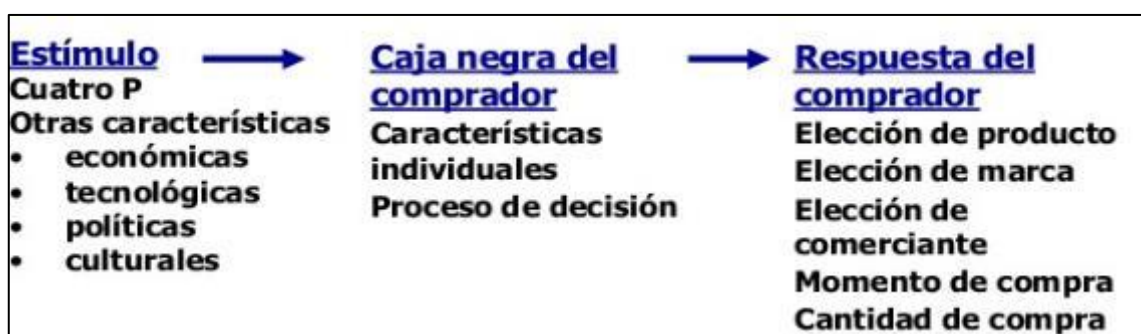 Estímulo
Cuatro P
Otras características
• económicas
• tecnológicas
• políticas
• culturales
Caja negra del
comprador
Características
individuales
Proceso de decisión
Respuesta del
comprador
Elección de producto
Elección de marca
Elección de
comerciante
Momento de compra
Cantidad de compra